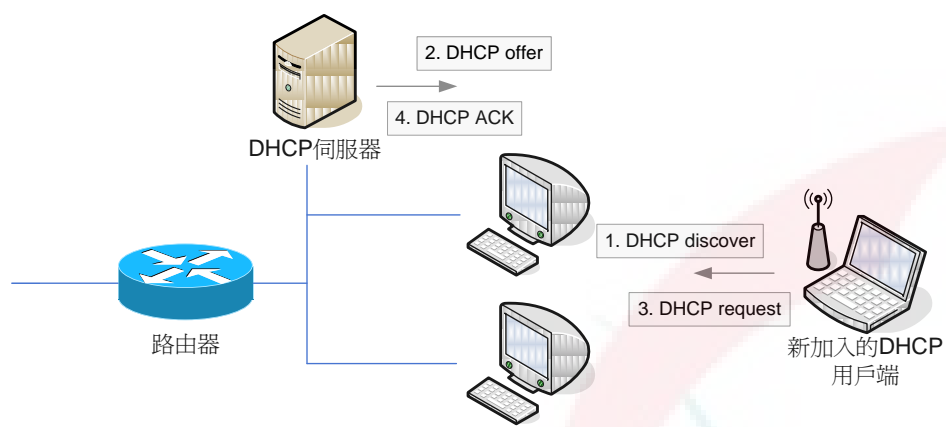 2. DHCP offer
4. DHCP ACK
DHCP伺服器
1. DHCP discover
3. DHCP request
路由器
新加入的DHCP
用戶端